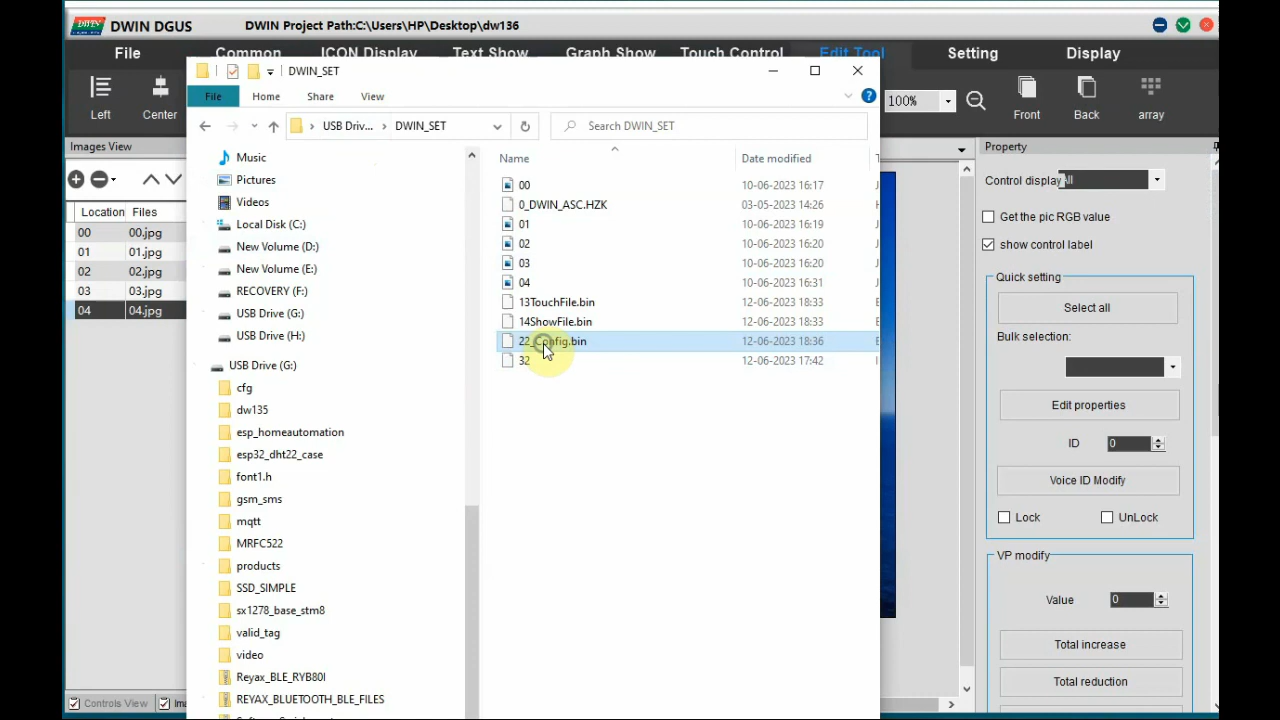 DWIN DWIN DGUS DWIN Project Path:C:\Users\HP\Desktop\dw136
File Common ICON Display Text Show Graph Show Touch Control Edit Tool Setting Display
DWIN_SET
Left Center 100% Front Back array
File Home Share View
USB Driv... DWIN_SET Search DWIN_SET
Images View Property
Location Files
00 00.jpg
01 01.jpg
02 02.jpg
03 03.jpg
04 04.jpg
Controls View
Music
Pictures
Videos
Local Disk (C:)
New Volume (D:)
New Volume (E:)
RECOVERY (F:)
USB Drive (G:)
USB Drive (H:)
USB Drive (G:)
cfg
dw135
esp_homeautomation
esp32_dht22_case
font1.h
gsm_sms
mqtt
MRFC522
products
SSD_SIMPLE
sx1278_base_stm8
valid_tag
video
Reyax_BLE_RYB80I
REYAX_BLUETOOTH_BLE_FILES
Name Date modified
00 10-06-2023 16:17
0_DWIN_ASC.HZK 03-05-2023 14:26
01 10-06-2023 16:19
02 10-06-2023 16:20
03 10-06-2023 16:20
04 10-06-2023 16:31
13TouchFile.bin 12-06-2023 18:33
14ShowFile.bin 12-06-2023 18:33
22_Config.bin 12-06-2023 18:36
32 12-06-2023 17:42
Control display All
Get the pic RGB value
show control label
Quick setting
Select all
Bulk selection:
Edit properties
ID 0
Voice ID Modify
Lock UnLock
VP modify
Value 0
Total increase
Total reduction